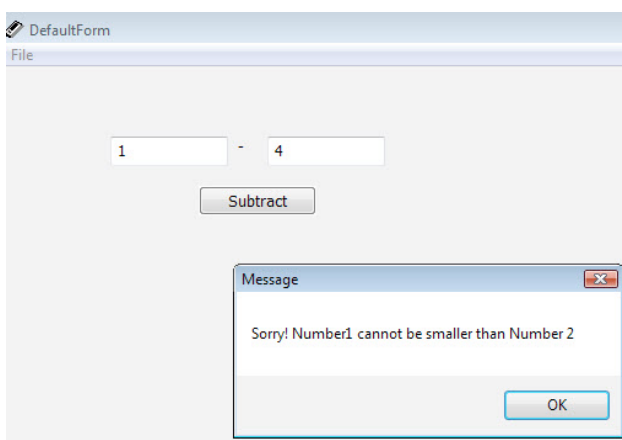 DefaultForm
File
1 - 4
Subtract
Message
Sorry! Number1 cannot be smaller than Number 2
OK